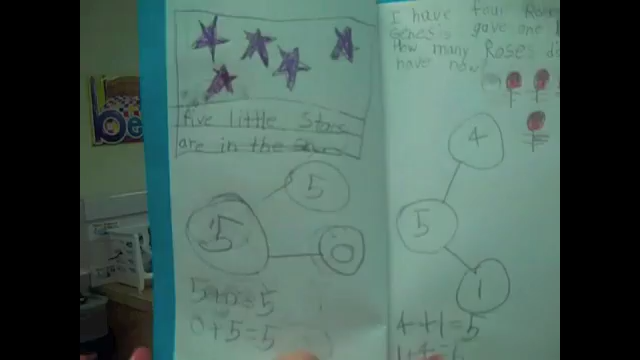 be
five little Stars
are in the
5
5
0
5+0=5
0+5=5
I have four
Genesis gave one
How many Roses
have now?
4
5
1
4+1=5